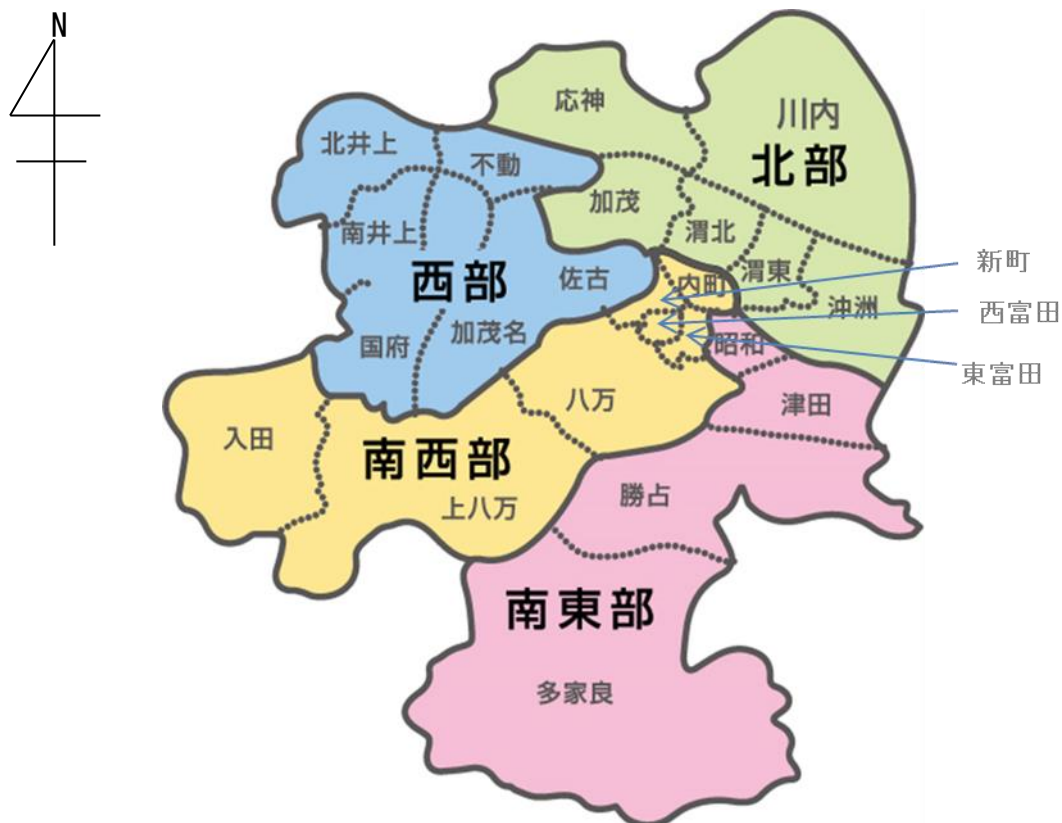 N
応神
川内
北部
北井上
不動
加茂
渭北
南井上
渭東
新町
西部
佐古
内町
沖洲
西富田
国府
加茂名
昭和
東富田
八万
津田
入田
南西部
上八万
勝占
南東部
多家良